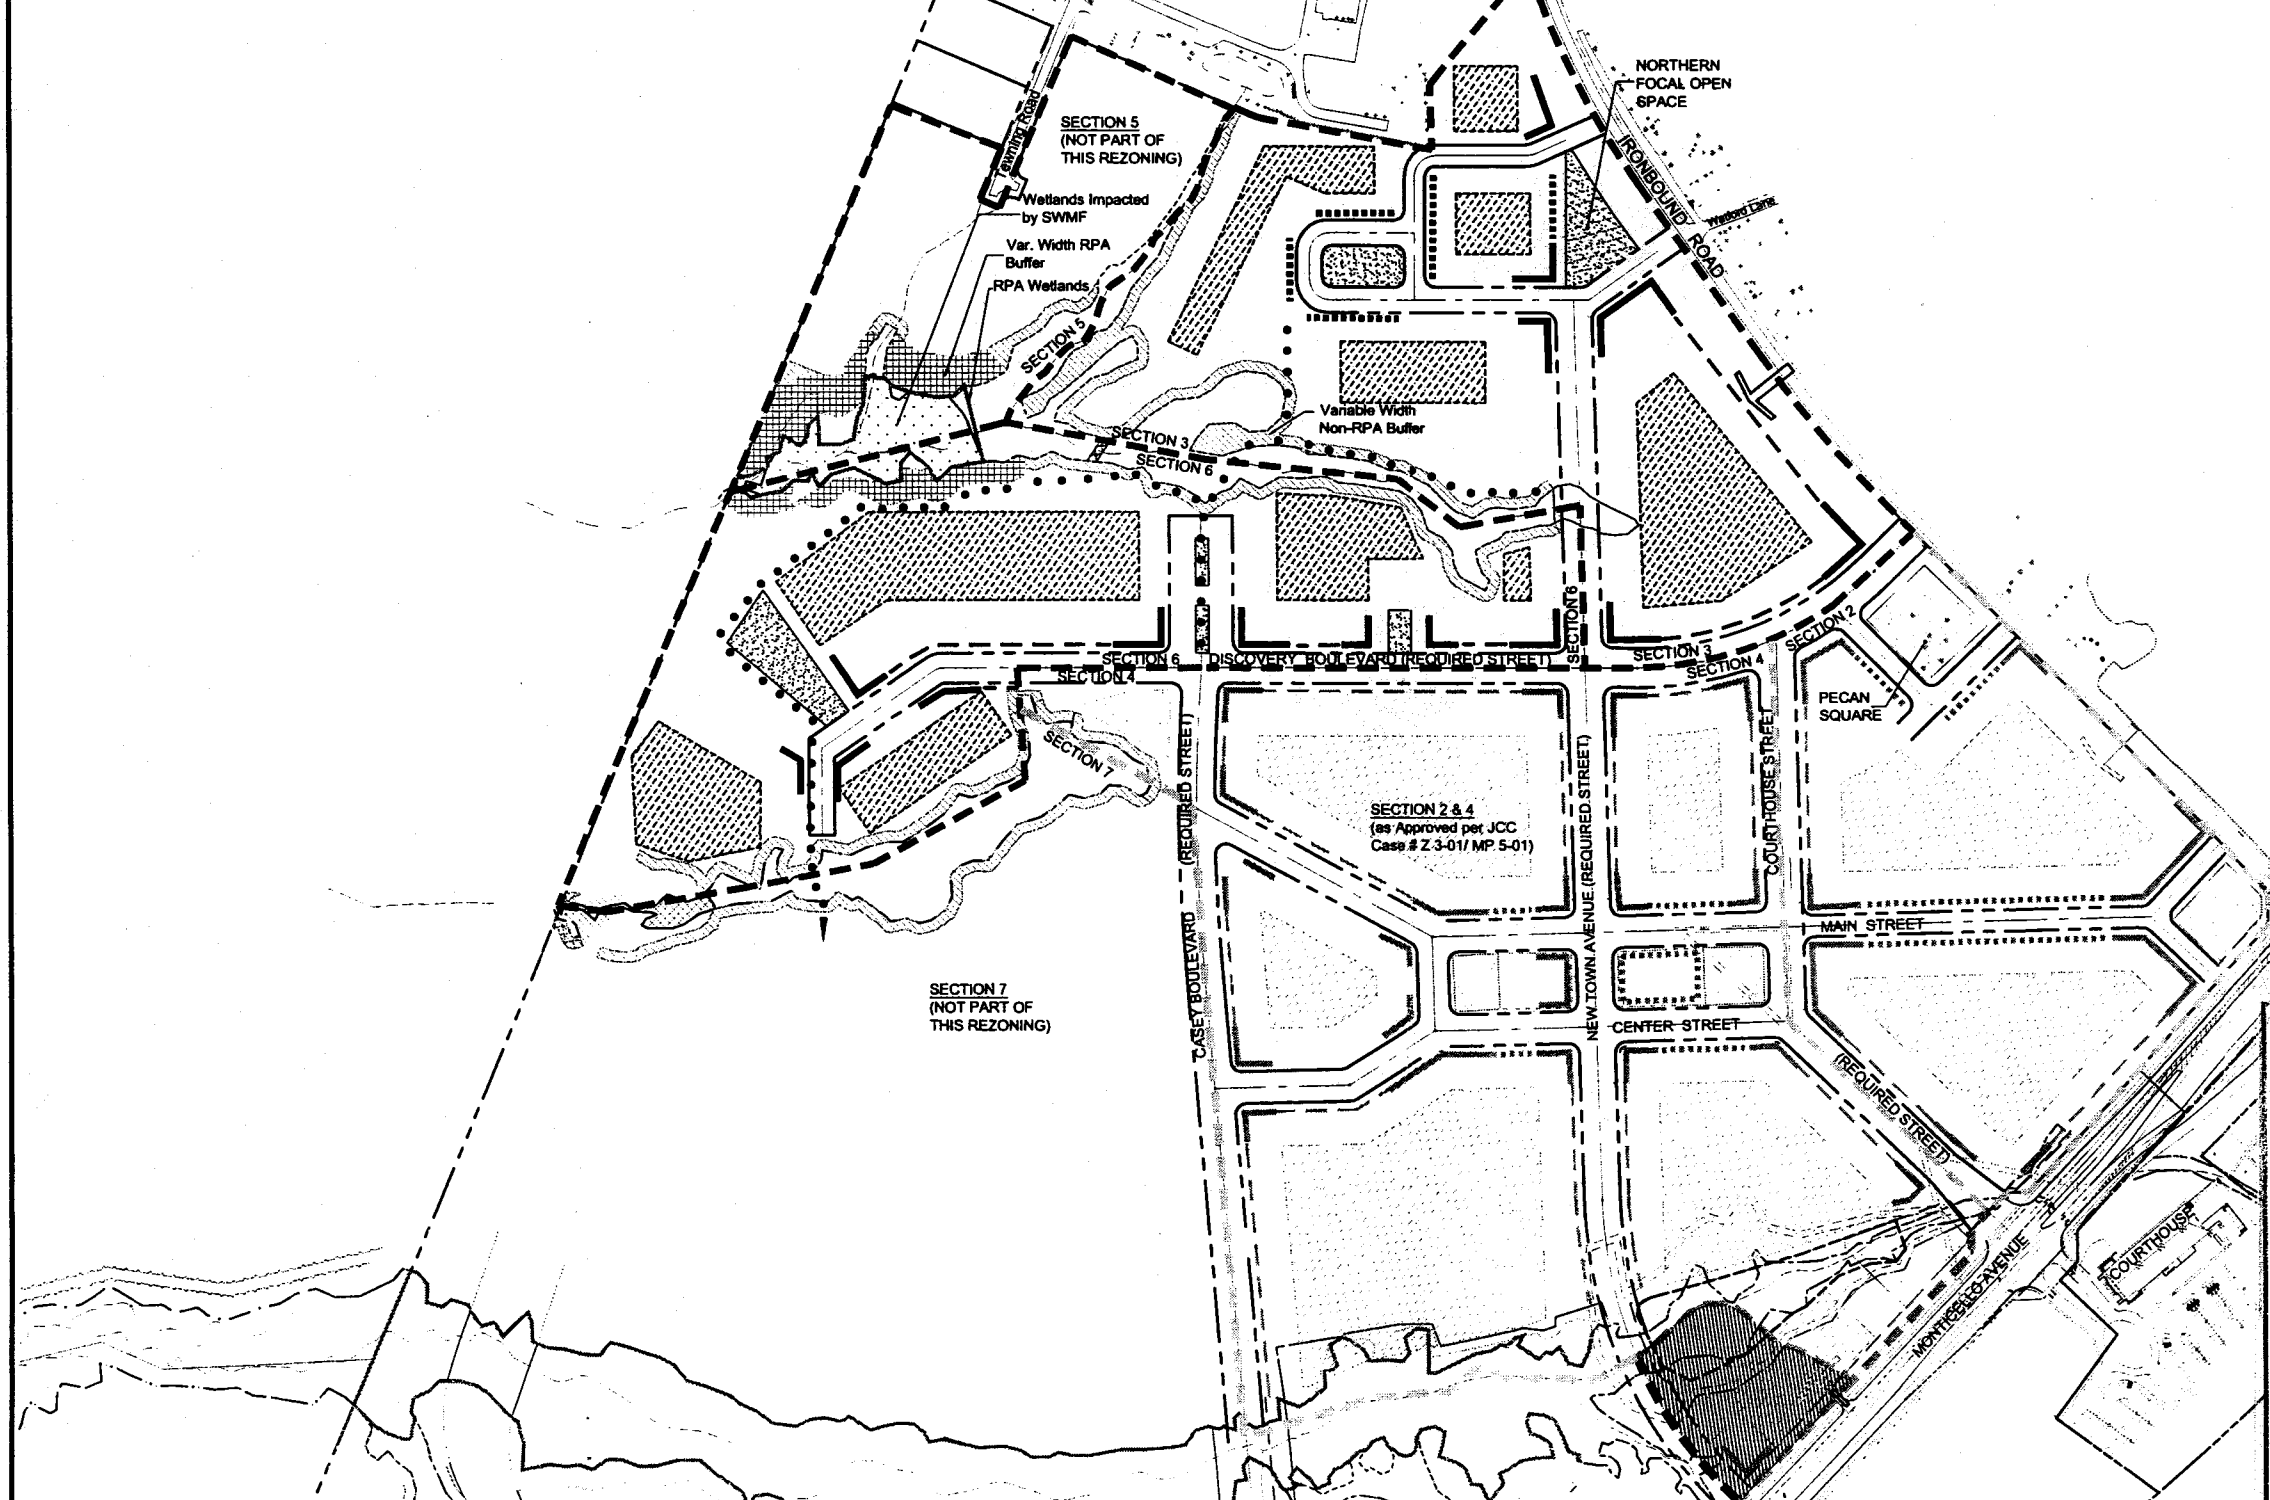 NORTHERN
FOCAL OPEN
SPACE
Tewning Road
SECTION 5
(NOT PART OF
THIS REZONING)
IRONBOUND ROAD
Watford Lane
Wetlands Impacted
by SWMF
Var. Width RPA
Buffer
RPA Wetlands
SECTION 5
Variable Width
Non-RPA Buffer
SECTION 3
SECTION 6
SECTION 6
SECTION 2
SECTION 3
SECTION 4
SECTION 6
DISCOVERY BOULEVARD (REQUIRED STREET)
SECTION 4
PECAN
SQUARE
SECTION 7
CASEY BOULEVARD (REQUIRED STREET)
NEW TOWN AVENUE (REQUIRED STREET)
COURTHOUSE STREET
(REQUIRED STREET)
SECTION 2 & 4
(as Approved per JCC
Case # Z 3-01/ MP 5-01)
MAIN STREET
CENTER STREET
SECTION 7
(NOT PART OF
THIS REZONING)
MONTICELLO AVENUE
COURTHOUSE